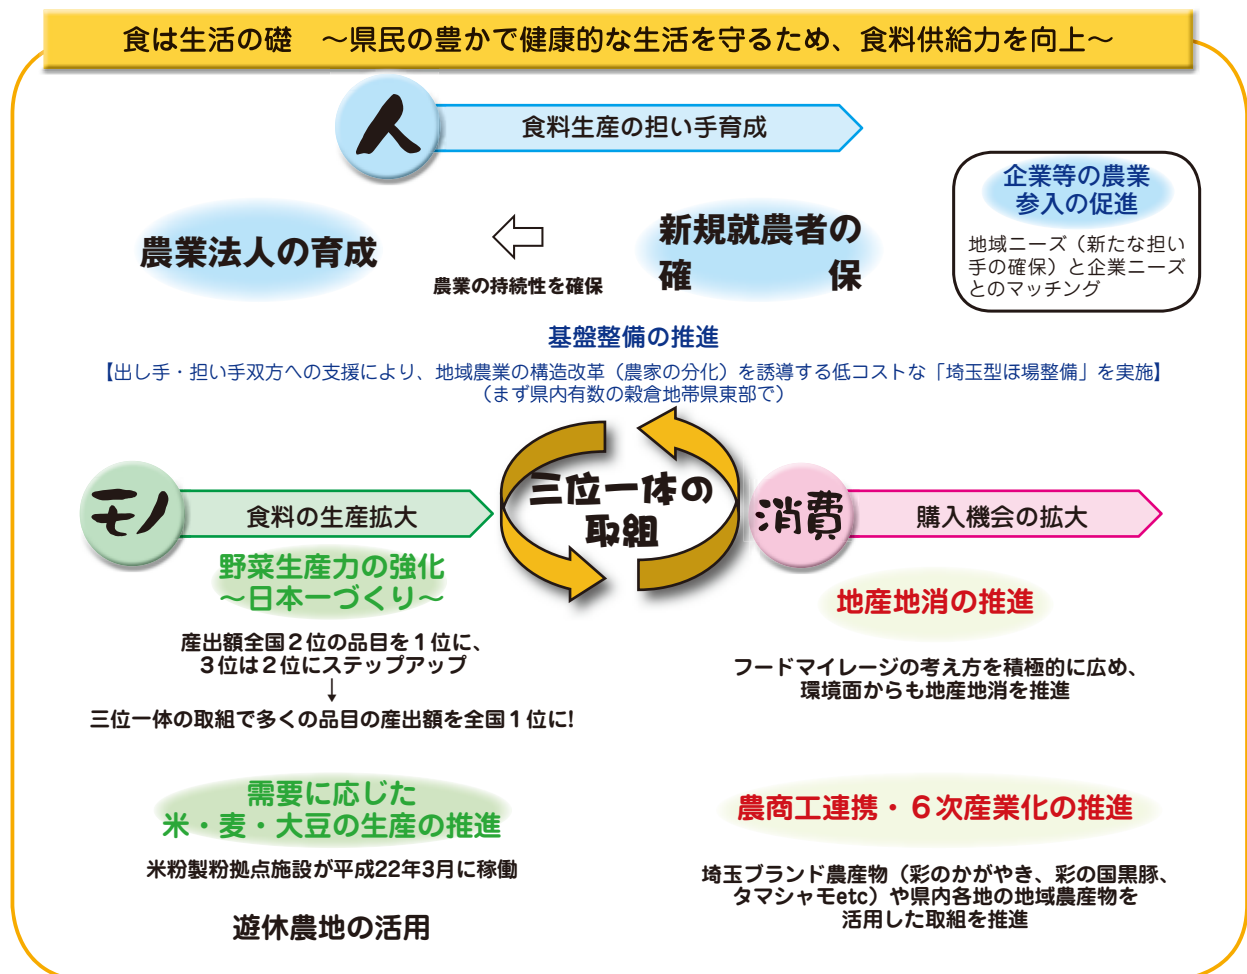 食は生活の礎　～県民の豊かで健康的な生活を守るため、食料供給力を向上～
人
食料生産の担い手育成
企業等の農業
参入の促進
地域ニーズ（新たな担い
手の確保）と企業ニーズ
とのマッチング
農業法人の育成
農業の持続性を確保
新規就農者の
確　　　保
基盤整備の推進
【出し手・担い手双方への支援により、地域農業の構造改革（農家の分化）を誘導する低コストな「埼玉型ほ場整備」を実施】
（まず県内有数の穀倉地帯県東部で）
三位一体の
取組
モノ
食料の生産拡大
野菜生産力の強化
～日本一づくり～
産出額全国２位の品目を１位に、
３位は２位にステップアップ
↓
三位一体の取組で多くの品目の産出額を全国１位に!
需要に応じた
米・麦・大豆の生産の推進
米粉製粉拠点施設が平成22年3月に稼働
遊休農地の活用
消費
購入機会の拡大
地産地消の推進
フードマイレージの考え方を積極的に広め、
環境面からも地産地消を推進
農商工連携・６次産業化の推進
埼玉ブランド農産物（彩のかがやき、彩の国黒豚、
タマシャモetc）や県内各地の地域農産物を
活用した取組を推進